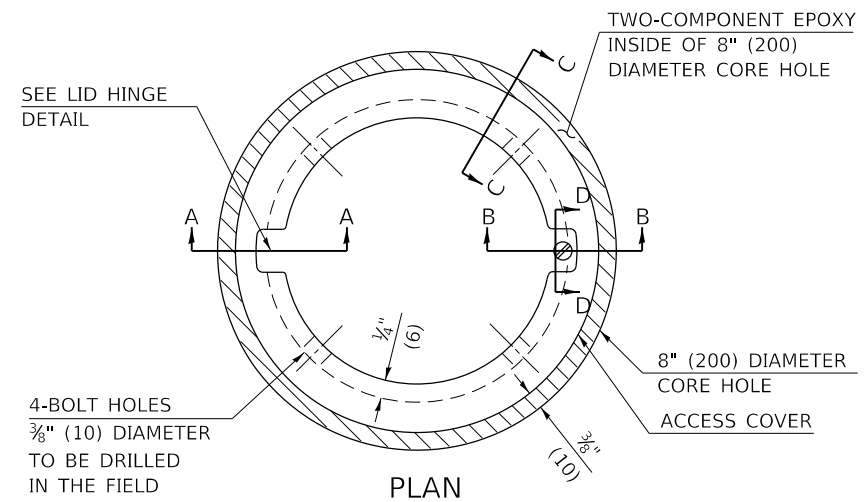 TWO-COMPONENT EPOXY
INSIDE OF 8" (200)
DIAMETER CORE HOLE
SEE LID HINGE
DETAIL
C
C
A
A
B
B
D
D
¼"
(6)
4-BOLT HOLES
⅜" (10) DIAMETER
TO BE DRILLED
IN THE FIELD
8" (200) DIAMETER
CORE HOLE
ACCESS COVER
⅜"
(10)
PLAN